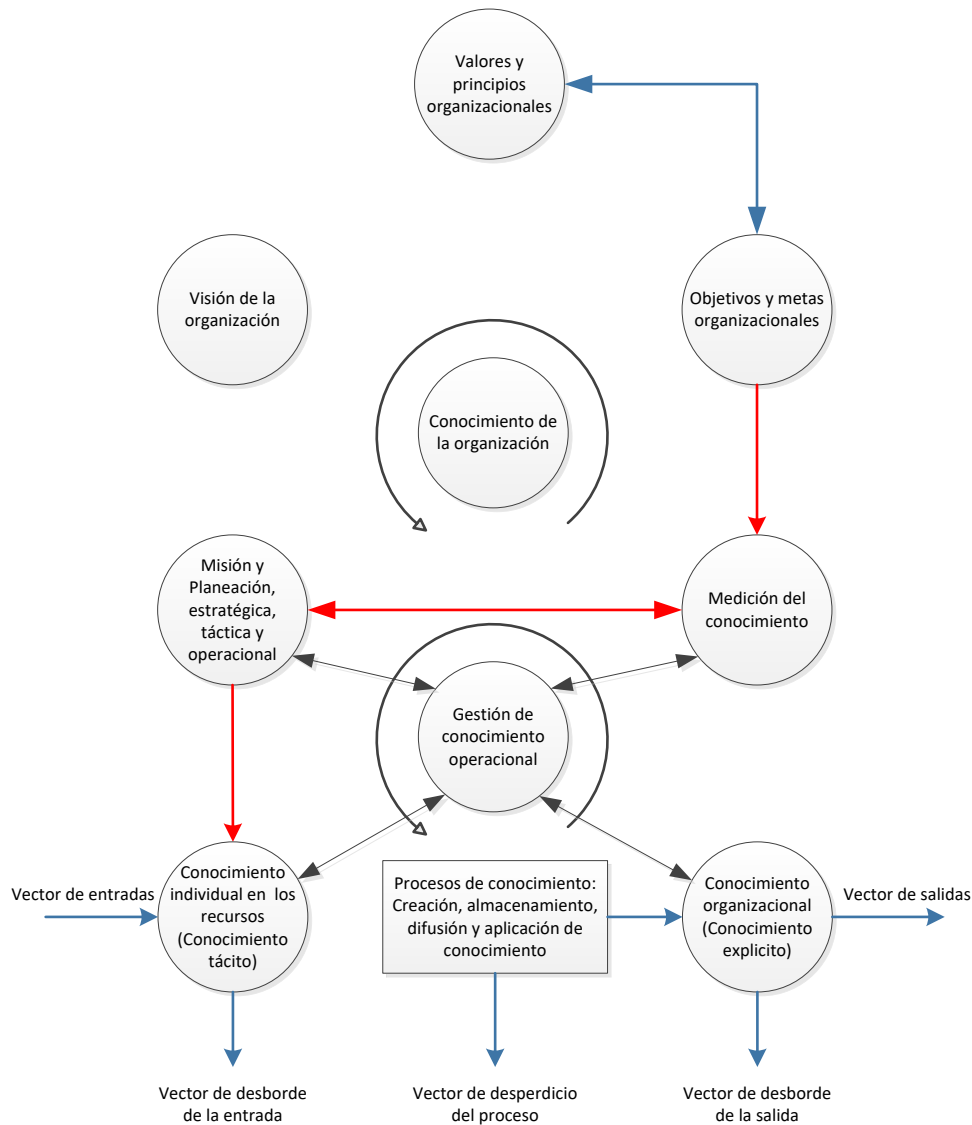 Valores y
principios
organizacionales
Visión de la
organización
Objetivos y metas
organizacionales
Conocimiento de
la organización
Misión y
Planeación,
estratégica,
táctica y
operacional
Medición del
conocimiento
Gestión de
conocimiento
operacional
Vector de entradas
Conocimiento
individual en los
recursos
(Conocimiento
tácito)
Procesos de conocimiento:
Creación, almacenamiento,
difusión y aplicación de
conocimiento
Conocimiento
organizacional
(Conocimiento
explicito)
Vector de salidas
Vector de desborde
de la entrada
Vector de desperdicio
del proceso
Vector de desborde
de la salida